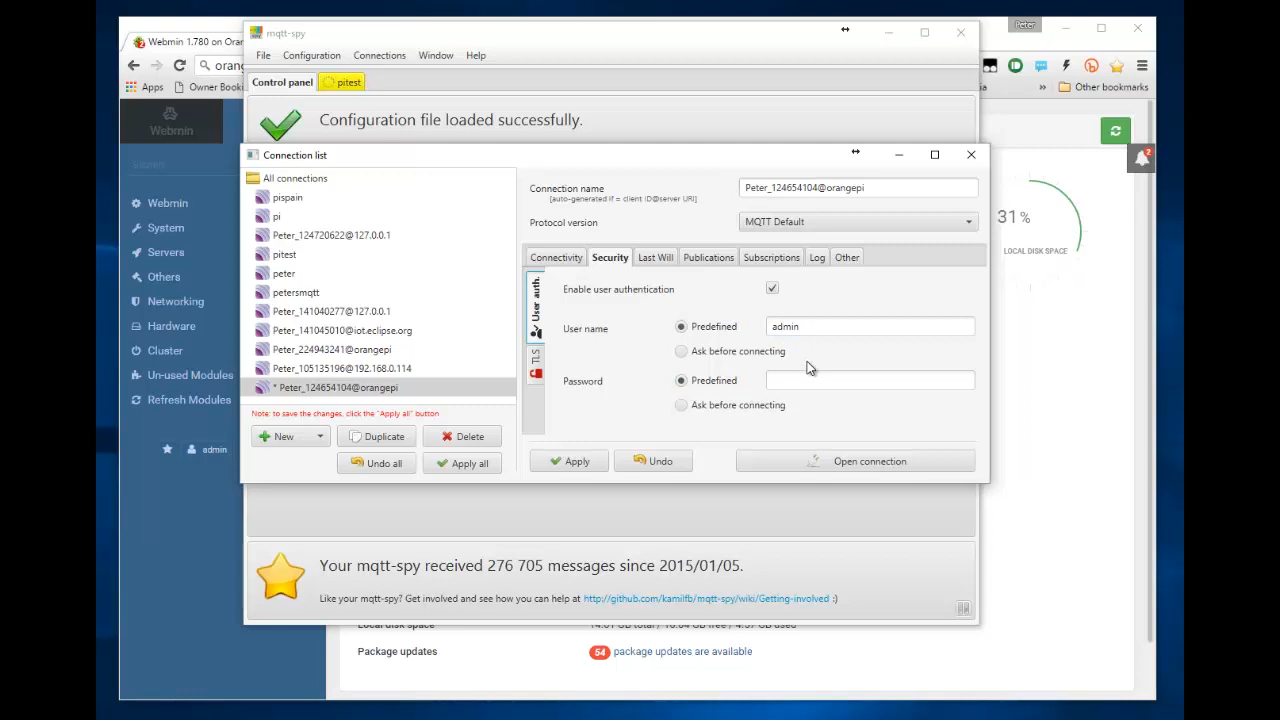 Webmin 1.780 on Oran
Peter
orang
Apps
Owner Booki
Other bookmarks
mqtt-spy
File
Configuration
Connections
Window
Help
Control panel
pitest
Configuration file loaded successfully.
Webmin
Webmin
System
Servers
Others
Networking
Hardware
Cluster
Un-used Modules
Refresh Modules
admin
Connection list
All connections
pispain
pi
Peter_124720622@127.0.0.1
pitest
peter
petersmqtt
Peter_141040277@127.0.0.1
Peter_141045010@iot.eclipse.org
Peter_224943241@orangepi
Peter_105135196@192.168.0.114
* Peter_124654104@orangepi
Note: to save the changes, click the "Apply all" button
New
Duplicate
Delete
Undo all
Apply all
Connection name
[auto-generated if = client ID@server URI]
Peter_124654104@orangepi
Protocol version
MQTT Default
Connectivity
Security
Last Will
Publications
Subscriptions
Log
Other
User auth.
TLS
Enable user authentication
User name
Predefined
admin
Ask before connecting
Password
Predefined
Ask before connecting
Apply
Undo
Open connection
2
31 %
LOCAL DISK SPACE
Your mqtt-spy received 276 705 messages since 2015/01/05.
Like your mqtt-spy? Get involved and see how you can help at http://github.com/kamilfb/mqtt-spy/wiki/Getting-involved :)
Local disk space
Package updates
54 package updates are available